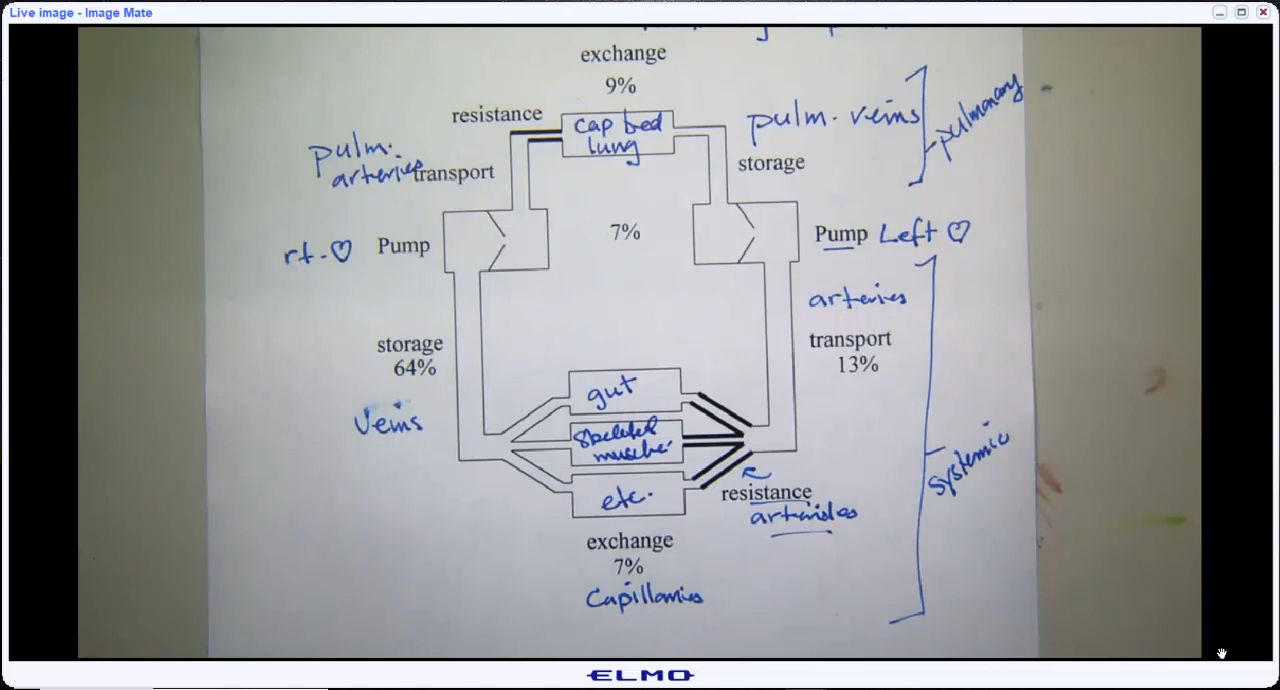 Live image - Image Mate
exchange
9%
resistance
cap bed
lung
pulm. veins
pulmonary
pulm.
arteries
transport
storage
rt. ♡
Pump
7%
Pump
Left ♡
arteries
storage
64%
transport
13%
veins
gut
skeletal
muscle
etc.
resistance
arterioles
systemic
exchange
7%
Capillaries
ELMO